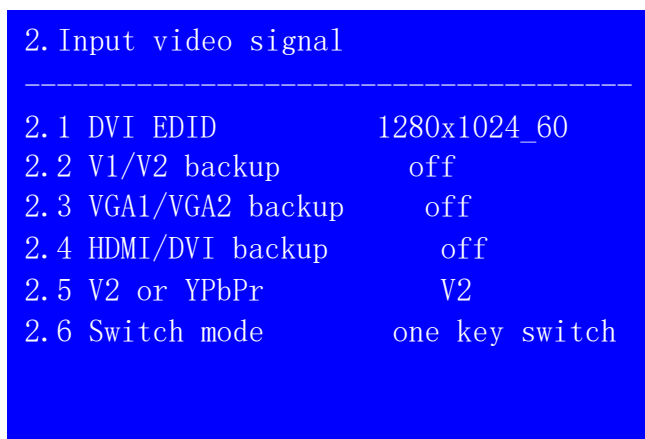 2.Input video signal
--------------------------------------
2.1 DVI EDID 1280x1024_60
2.2 V1/V2 backup off
2.3 VGA1/VGA2 backup off
2.4 HDMI/DVI backup off
2.5 V2 or YPbPr V2
2.6 Switch mode one key switch